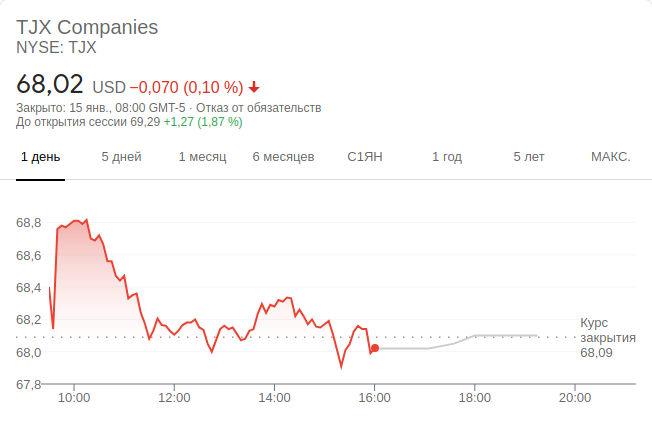 TJX Companies
NYSE: TJX
68,02 USD −0,070 (0,10 %)
Закрыто: 15 янв., 08:00 GMT-5 · Отказ от обязательств
До открытия сессии 69,29 +1,27 (1,87 %)
1 день 5 дней 1 месяц 6 месяцев С1ЯН 1 год 5 лет МАКС.
68,8
68,6
68,4
68,2
68,0
67,8
Курс
закрытия
68,09
10:00 12:00 14:00 16:00 18:00 20:00